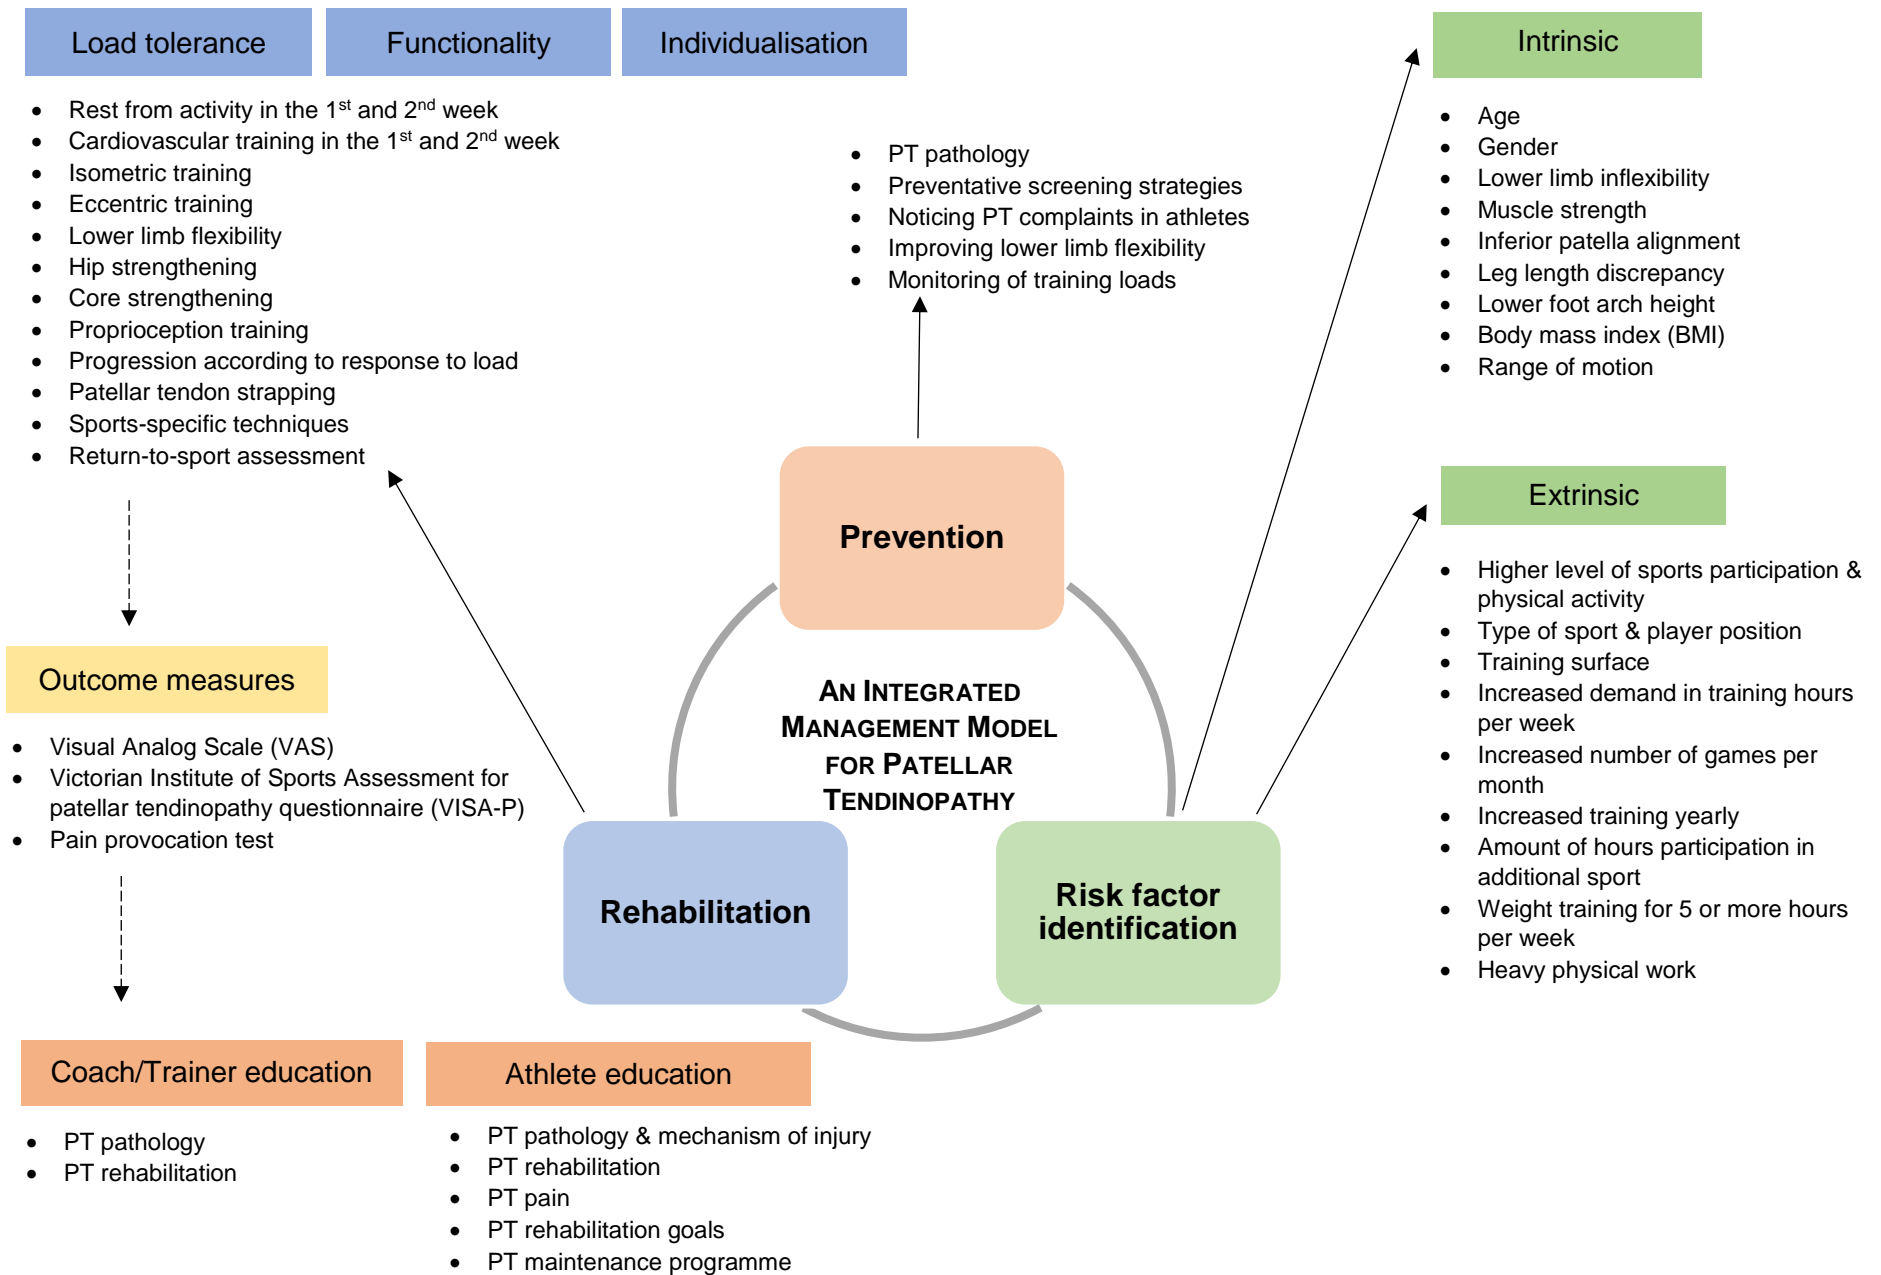 Load tolerance
Functionality
Individualisation
• Rest from activity in the 1st and 2nd week
• Cardiovascular training in the 1st and 2nd week
• Isometric training
• Eccentric training
• Lower limb flexibility
• Hip strengthening
• Core strengthening
• Proprioception training
• Progression according to response to load
• Patellar tendon strapping
• Sports-specific techniques
• Return-to-sport assessment
Outcome measures
• Visual Analog Scale (VAS)
• Victorian Institute of Sports Assessment for
patellar tendinopathy questionnaire (VISA-P)
• Pain provocation test
Coach/Trainer education
• PT pathology
• PT rehabilitation
Athlete education
• PT pathology & mechanism of injury
• PT rehabilitation
• PT pain
• PT rehabilitation goals
• PT maintenance programme
• PT pathology
• Preventative screening strategies
• Noticing PT complaints in athletes
• Improving lower limb flexibility
• Monitoring of training loads
Prevention
AN INTEGRATED
MANAGEMENT MODEL
FOR PATELLAR
TENDINOPATHY
Rehabilitation
Risk factor
identification
Intrinsic
• Age
• Gender
• Lower limb inflexibility
• Muscle strength
• Inferior patella alignment
• Leg length discrepancy
• Lower foot arch height
• Body mass index (BMI)
• Range of motion
Extrinsic
• Higher level of sports participation &
physical activity
• Type of sport & player position
• Training surface
• Increased demand in training hours
per week
• Increased number of games per
month
• Increased training yearly
• Amount of hours participation in
additional sport
• Weight training for 5 or more hours
per week
• Heavy physical work